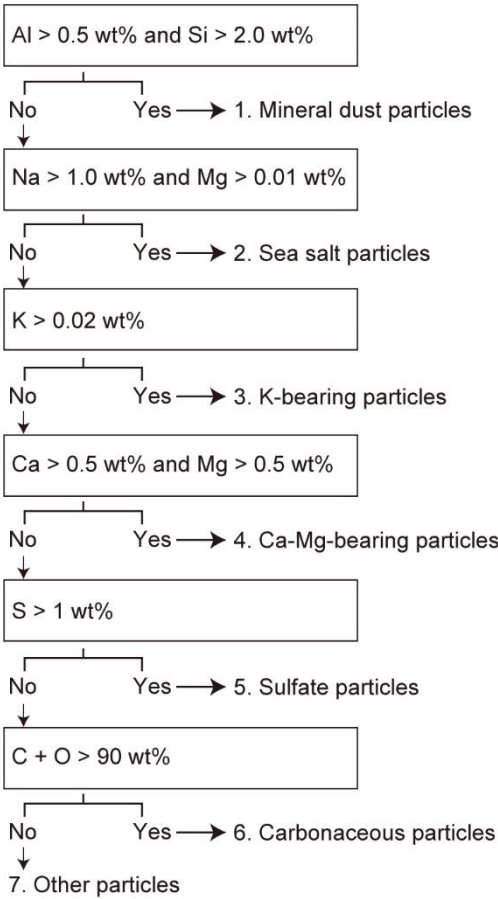 Al > 0.5 wt% and Si > 2.0 wt%
No Yes 1. Mineral dust particles
Na > 1.0 wt% and Mg > 0.01 wt%
No Yes 2. Sea salt particles
K > 0.02 wt%
No Yes 3. K-bearing particles
Ca > 0.5 wt% and Mg > 0.5 wt%
No Yes 4. Ca-Mg-bearing particles
S > 1 wt%
No Yes 5. Sulfate particles
C + O > 90 wt%
No Yes 6. Carbonaceous particles
7. Other particles